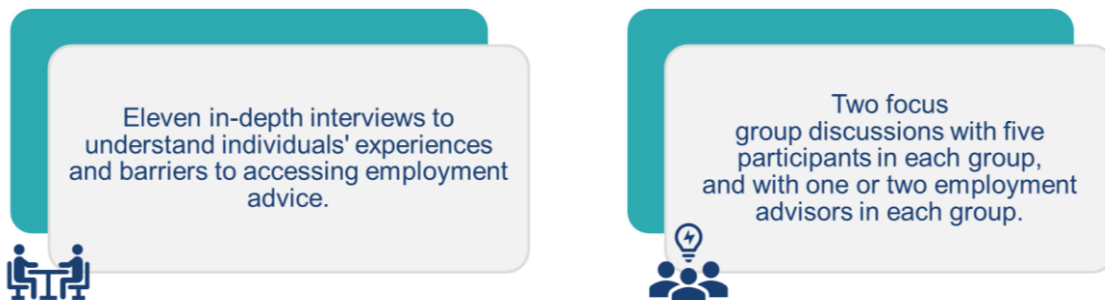 Eleven in-depth interviews to
understand individuals' experiences
and barriers to accessing employment
advice.
Two focus
group discussions with five
participants in each group,
and with one or two employment
advisors in each group.